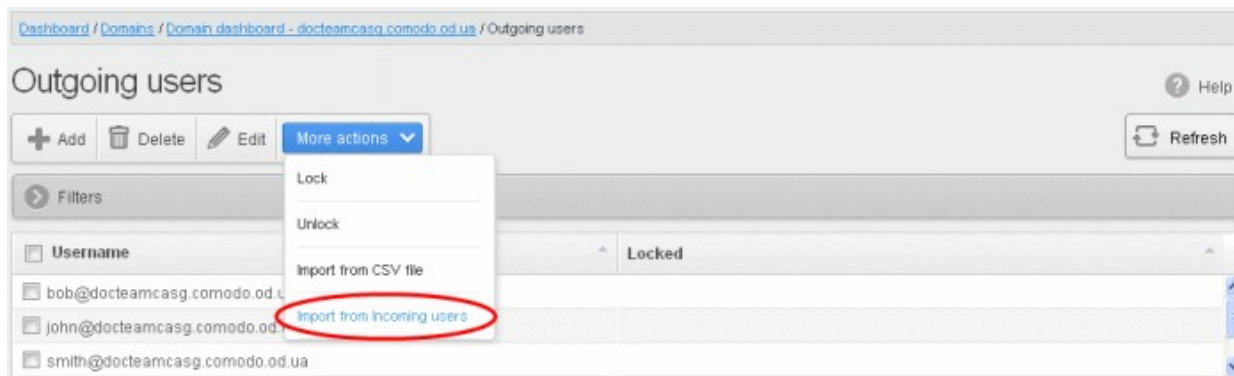 Dashboard / Domains / Domain dashboard - docteamcasg.comodo.od.ua / Outgoing users
Outgoing users
Help
Add Delete Edit More actions
Refresh
Lock
Filters
Unlock
Username Locked
Import from CSV file
bob@docteamcasg.comodo.od.u
Import from Incoming users
john@docteamcasg.comodo.od.
smith@docteamcasg.comodo.od.ua